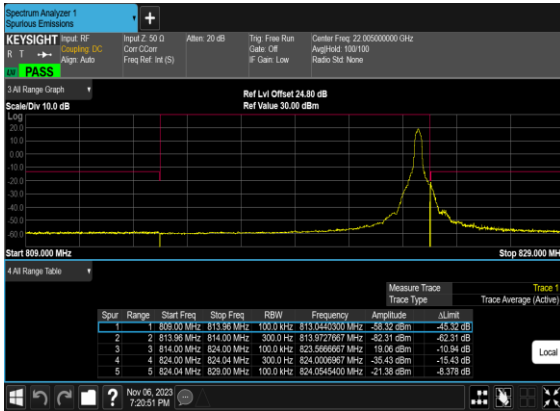 Spectrum Analyzer 1
Spurious Emissions
+
KEYSIGHT Input: RF Input Z: 50 Ω Atten: 20 dB Trig: Free Run Center Freq: 22.005000000 GHz
R T Coupling: DC Corr CCorr Gate: Off Avg|Hold: 100/100
Align: Auto Freq Ref: Int (S) IF Gain: Low Radio Std: None
LW PASS
3 All Range Graph
Ref Lvl Offset 24.80 dB
Scale/Div 10.0 dB Ref Value 30.00 dBm
Log
20.0
10.0
0.00
-10.0
-20.0
-30.0
-40.0
-50.0
-60.0
Start 809.000 MHz Stop 829.000 MH
4 All Range Table
Measure Trace Trace 1
Trace Type Trace Average (Active)
Spur Range Start Freq Stop Freq RBW Frequency Amplitude ΔLimit
1 1 809.00 MHz 813.96 MHz 100.0 kHz 813.0440300 MHz -58.32 dBm -45.32 dB
2 2 813.96 MHz 814.00 MHz 300.0 Hz 813.9727667 MHz -82.31 dBm -62.31 dB
3 3 814.00 MHz 824.00 MHz 100.0 kHz 823.5666667 MHz 19.06 dBm -10.94 dB
4 4 824.00 MHz 824.04 MHz 300.0 Hz 824.0006967 MHz -35.43 dBm -15.43 dB
5 5 824.04 MHz 829.00 MHz 100.0 kHz 824.0545400 MHz -21.38 dBm -8.378 dB
Local
?
Nov 06, 2023
7:20:51 PM